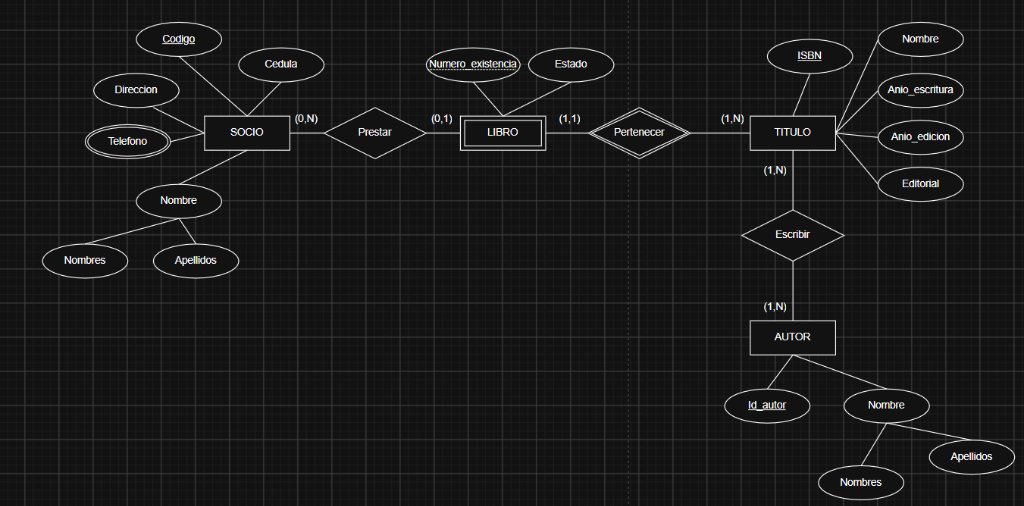 Codigo
Cedula
Direccion
Telefono
SOCIO
(0,N)
Prestar
(0,1)
Numero_existencia
Estado
LIBRO
(1,1)
Pertenecer
(1,N)
ISBN
TITULO
Nombre
Anio_escritura
Anio_edicion
Editorial
(1,N)
Nombre
Nombres
Apellidos
Escribir
(1,N)
AUTOR
Id_autor
Nombre
Apellidos
Nombres